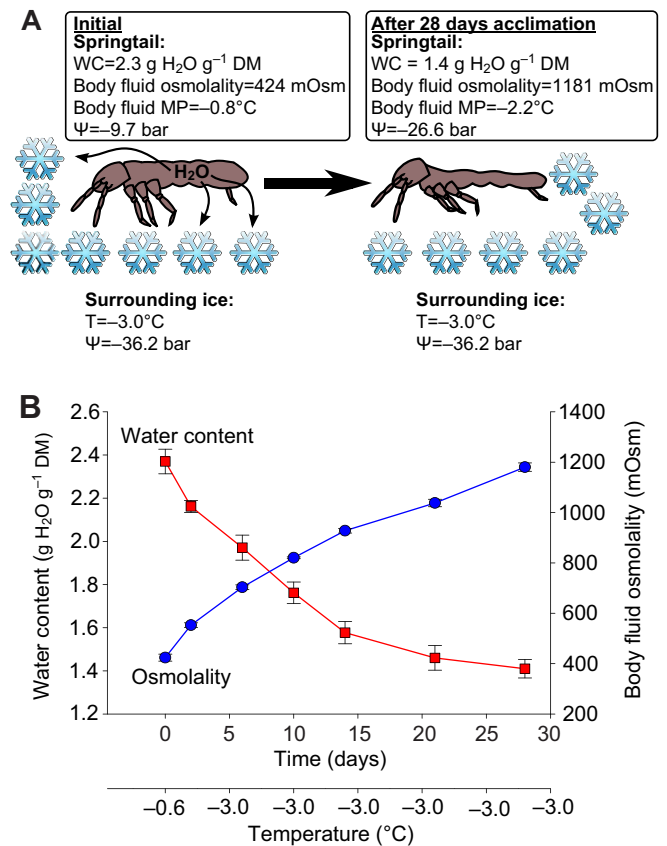 A
Initial
Springtail:
WC=2.3 g H₂O g⁻¹ DM
Body fluid osmolality=424 mOsm
Body fluid MP=–0.8°C
Ψ=–9.7 bar
After 28 days acclimation
Springtail:
WC = 1.4 g H₂O g⁻¹ DM
Body fluid osmolality=1181 mOsm
Body fluid MP=–2.2°C
Ψ=–26.6 bar
H₂O
Surrounding ice:
T=–3.0°C
Ψ=–36.2 bar
Surrounding ice:
T=–3.0°C
Ψ=–36.2 bar
B
Water content (g H₂O g⁻¹ DM)
2.6
2.4
2.2
2.0
1.8
1.6
1.4
1.2
Water content
Osmolality
1400
1200
1000
800
600
400
200
Body fluid osmolality (mOsm)
0 5 10 15 20 25 30
Time (days)
–0.6 –3.0 –3.0 –3.0 –3.0 –3.0 –3.0
Temperature (°C)